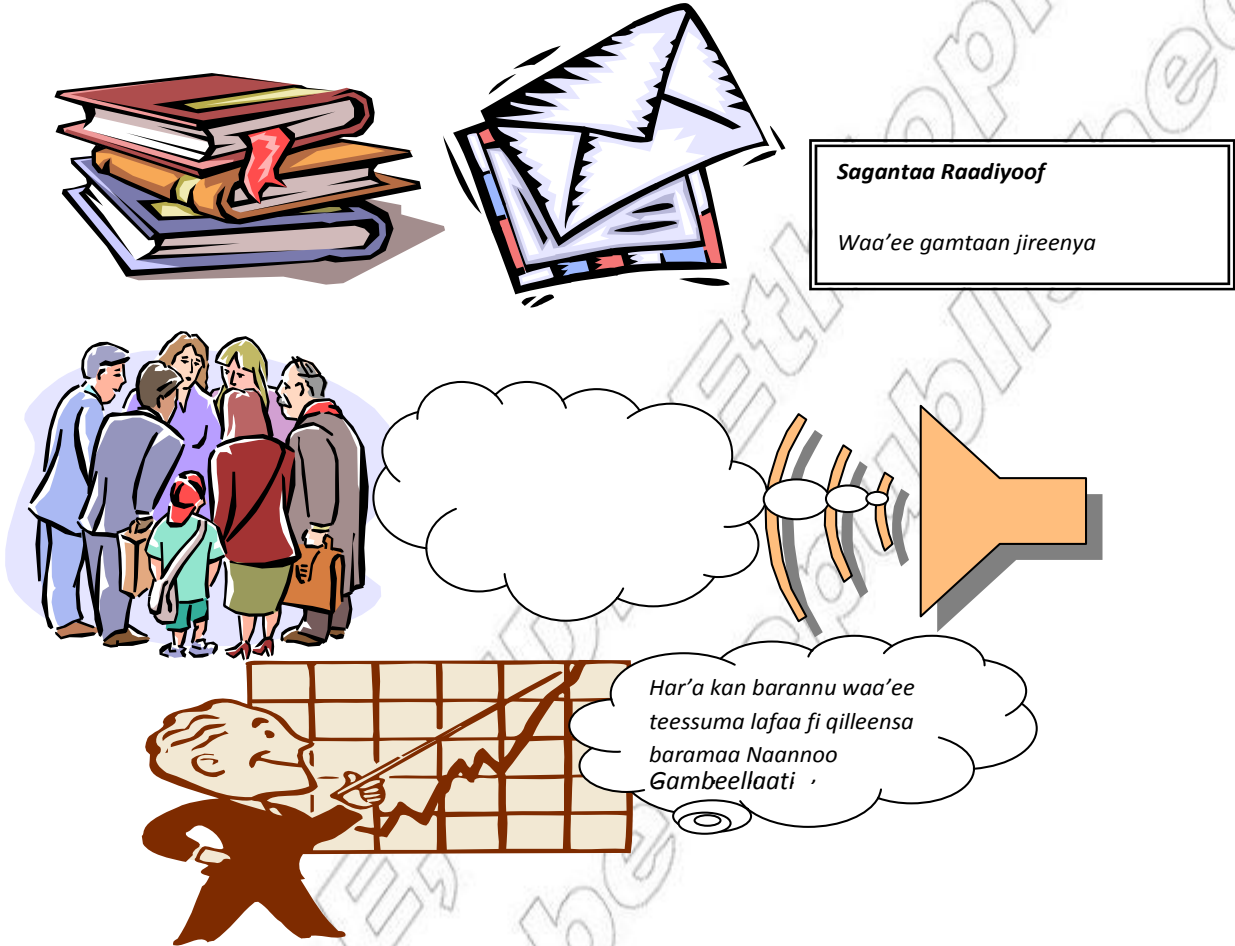 Sagantaa Raadiyoof
Waa'ee gamtaan jireenya
Har'a kan barannu waa'ee
teessuma lafaa fi qilleensa
baramaa Naannoo
Gambeellaati